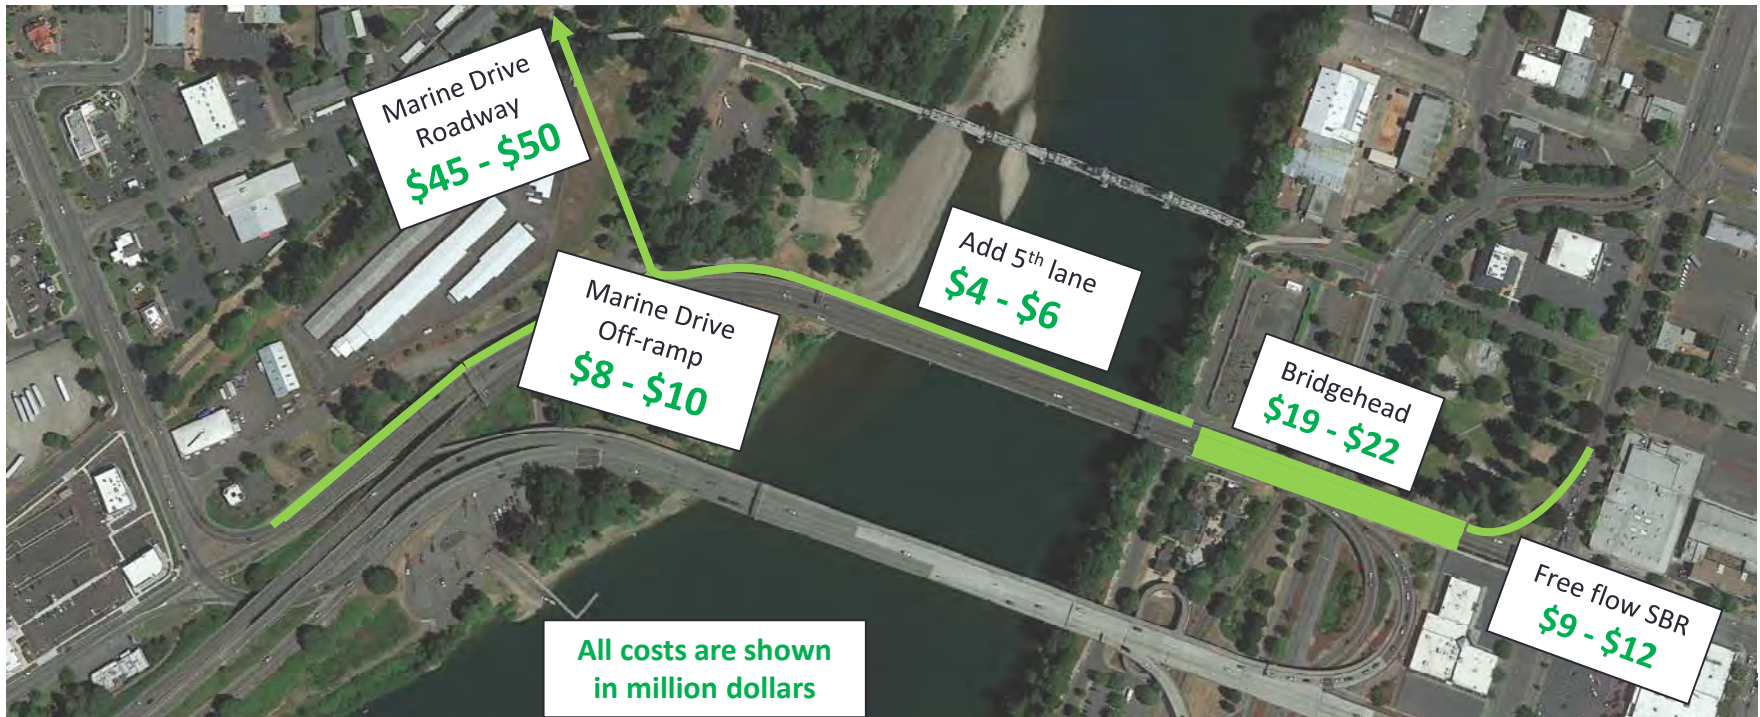 Marine Drive
Roadway
$45 - $50
Marine Drive
Off-ramp
$8 - $10
Add 5th lane
$4 - $6
Bridgehead
$19 - $22
Free flow SBR
$9 - $12
All costs are shown
in million dollars